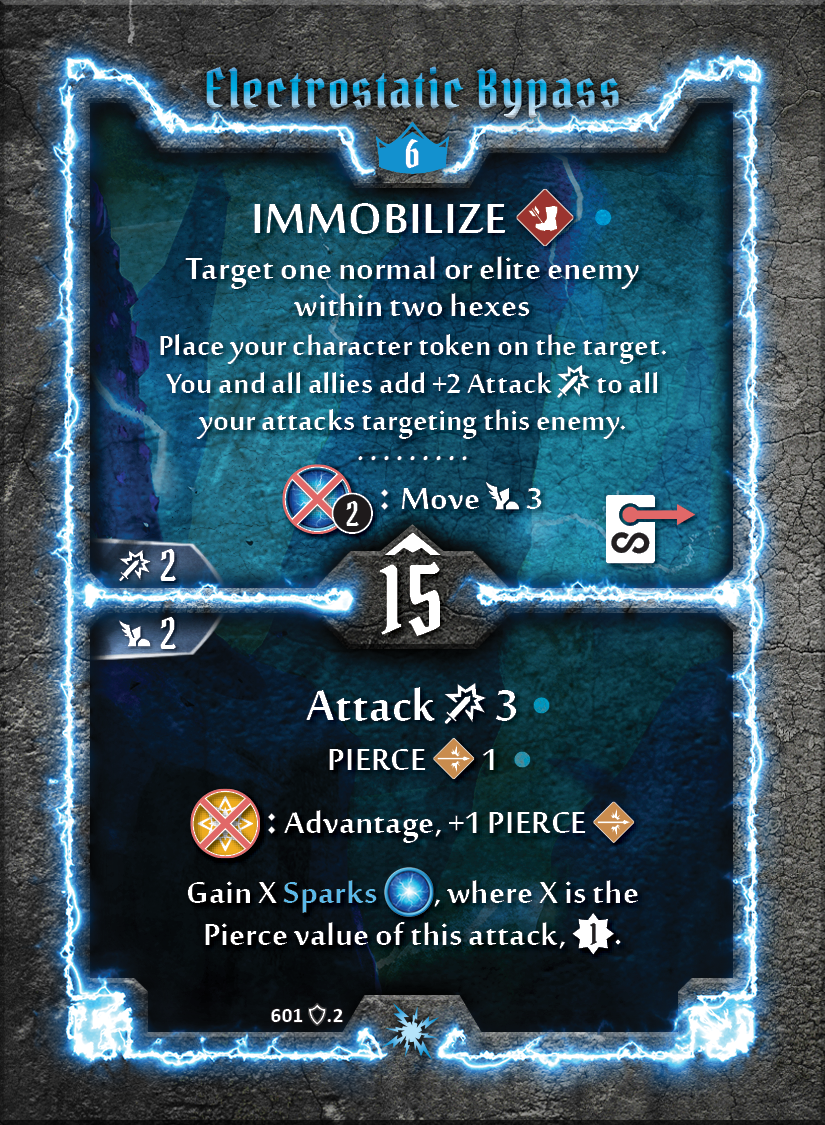 Electrostatic Bypass
6
IMMOBILIZE
Target one normal or elite enemy
within two hexes
Place your character token on the target.
You and all allies add +2 Attack to all
your attacks targeting this enemy.
.........
2 : Move 3
2
15
2
Attack 3
PIERCE 1
: Advantage, +1 PIERCE
Gain X Sparks , where X is the
Pierce value of this attack, 1.
601 .2